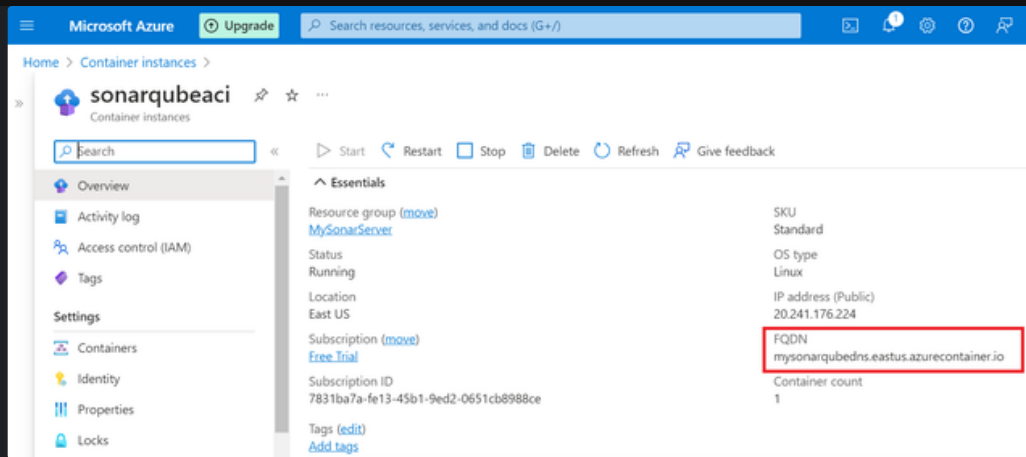 Microsoft Azure
Upgrade
Search resources, services, and docs (G+/)
1
Home > Container instances >
sonarqubeaci
Container instances
Search
Start Restart Stop Delete Refresh Give feedback
Overview
Activity log
Access control (IAM)
Tags
Settings
Containers
Identity
Properties
Locks
Essentials
Resource group (move)
MySonarServer
Status
Running
Location
East US
Subscription (move)
Free Trial
Subscription ID
7831ba7a-fe13-45b1-9ed2-0651cb8988ce
Tags (edit)
Add tags
SKU
Standard
OS type
Linux
IP address (Public)
20.241.176.224
FQDN
mysonarqubedns.eastus.azurecontainer.io
Container count
1